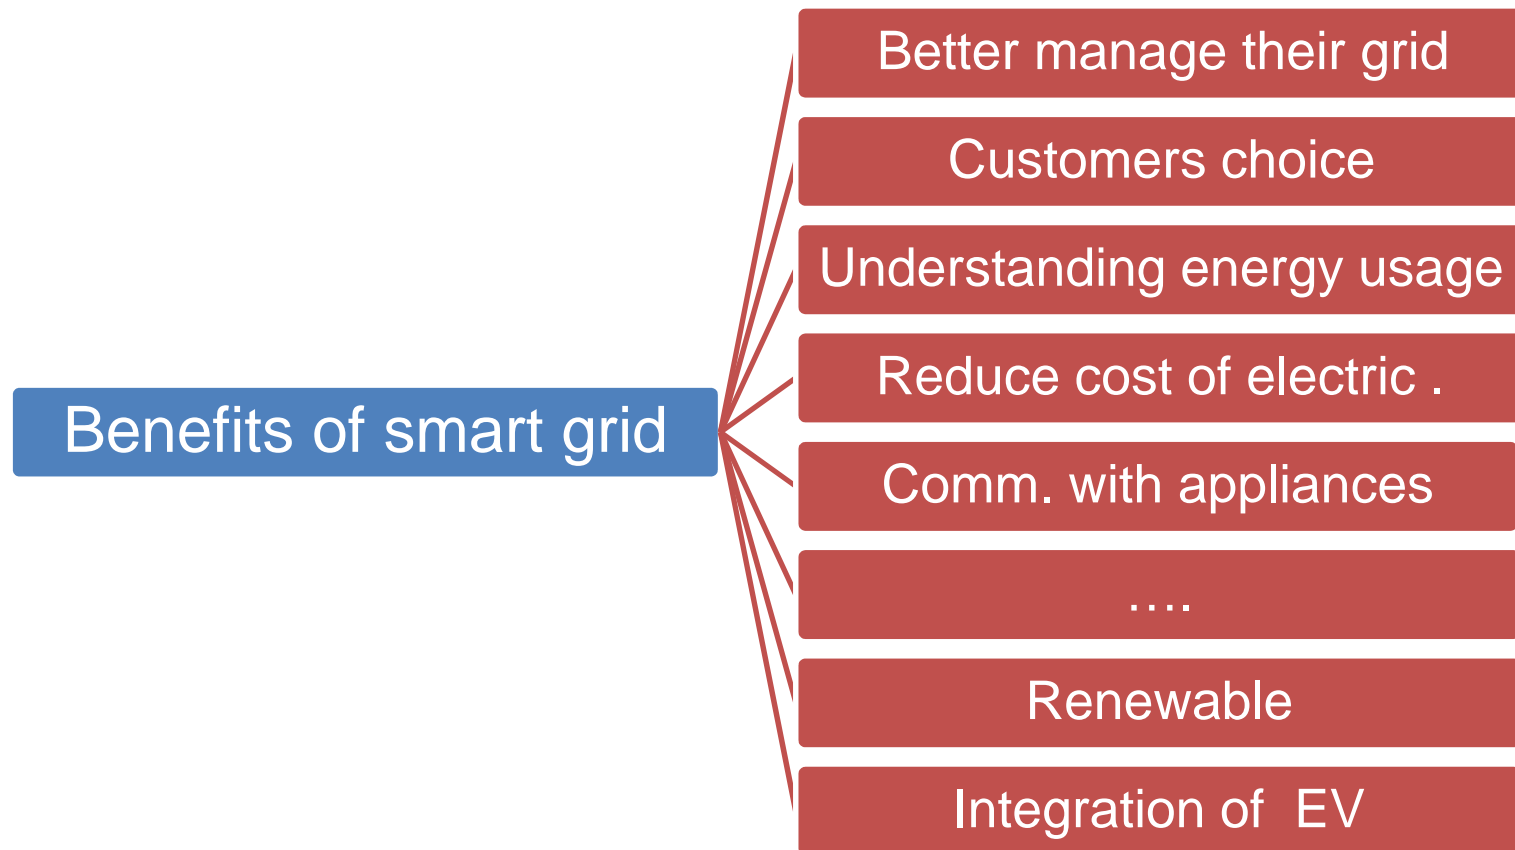 Benefits of smart grid
Better manage their grid
Customers choice
Understanding energy usage
Reduce cost of electric .
Comm. with appliances
....
Renewable
Integration of  EV